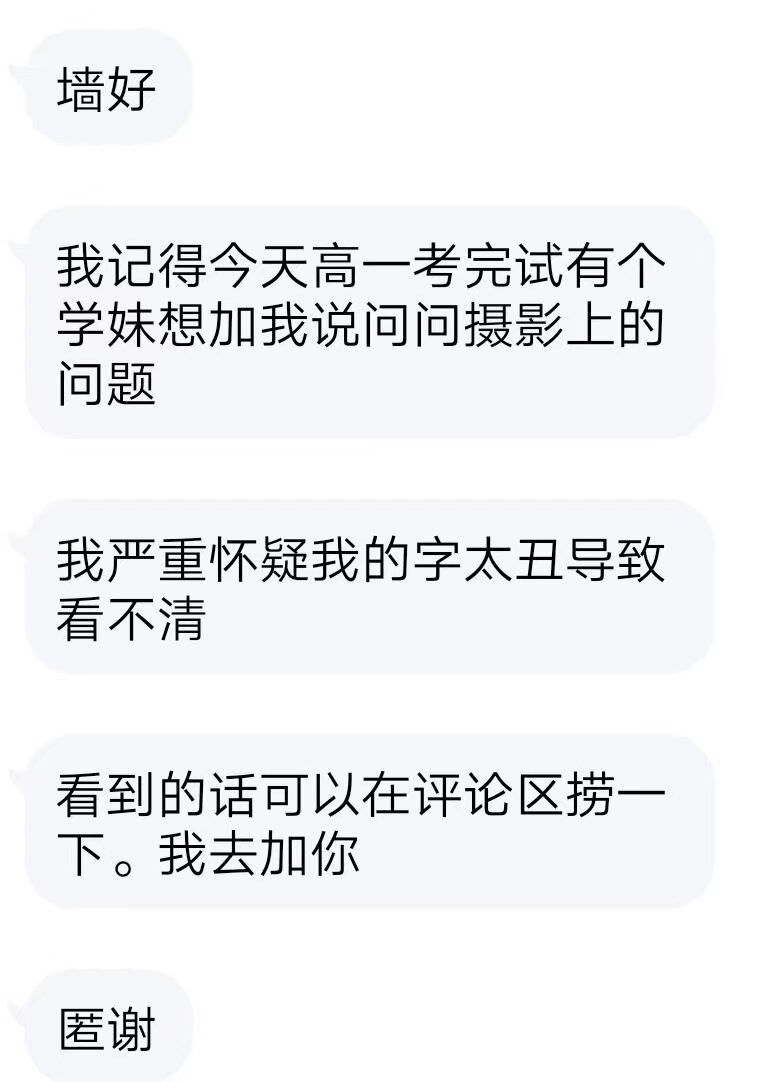 墙好
我记得今天高一考完试有个
学妹想加我说问问摄影上的
问题
我严重怀疑我的字太丑导致
看不清
看到的话可以在评论区捞一
下。我去加你
匿谢